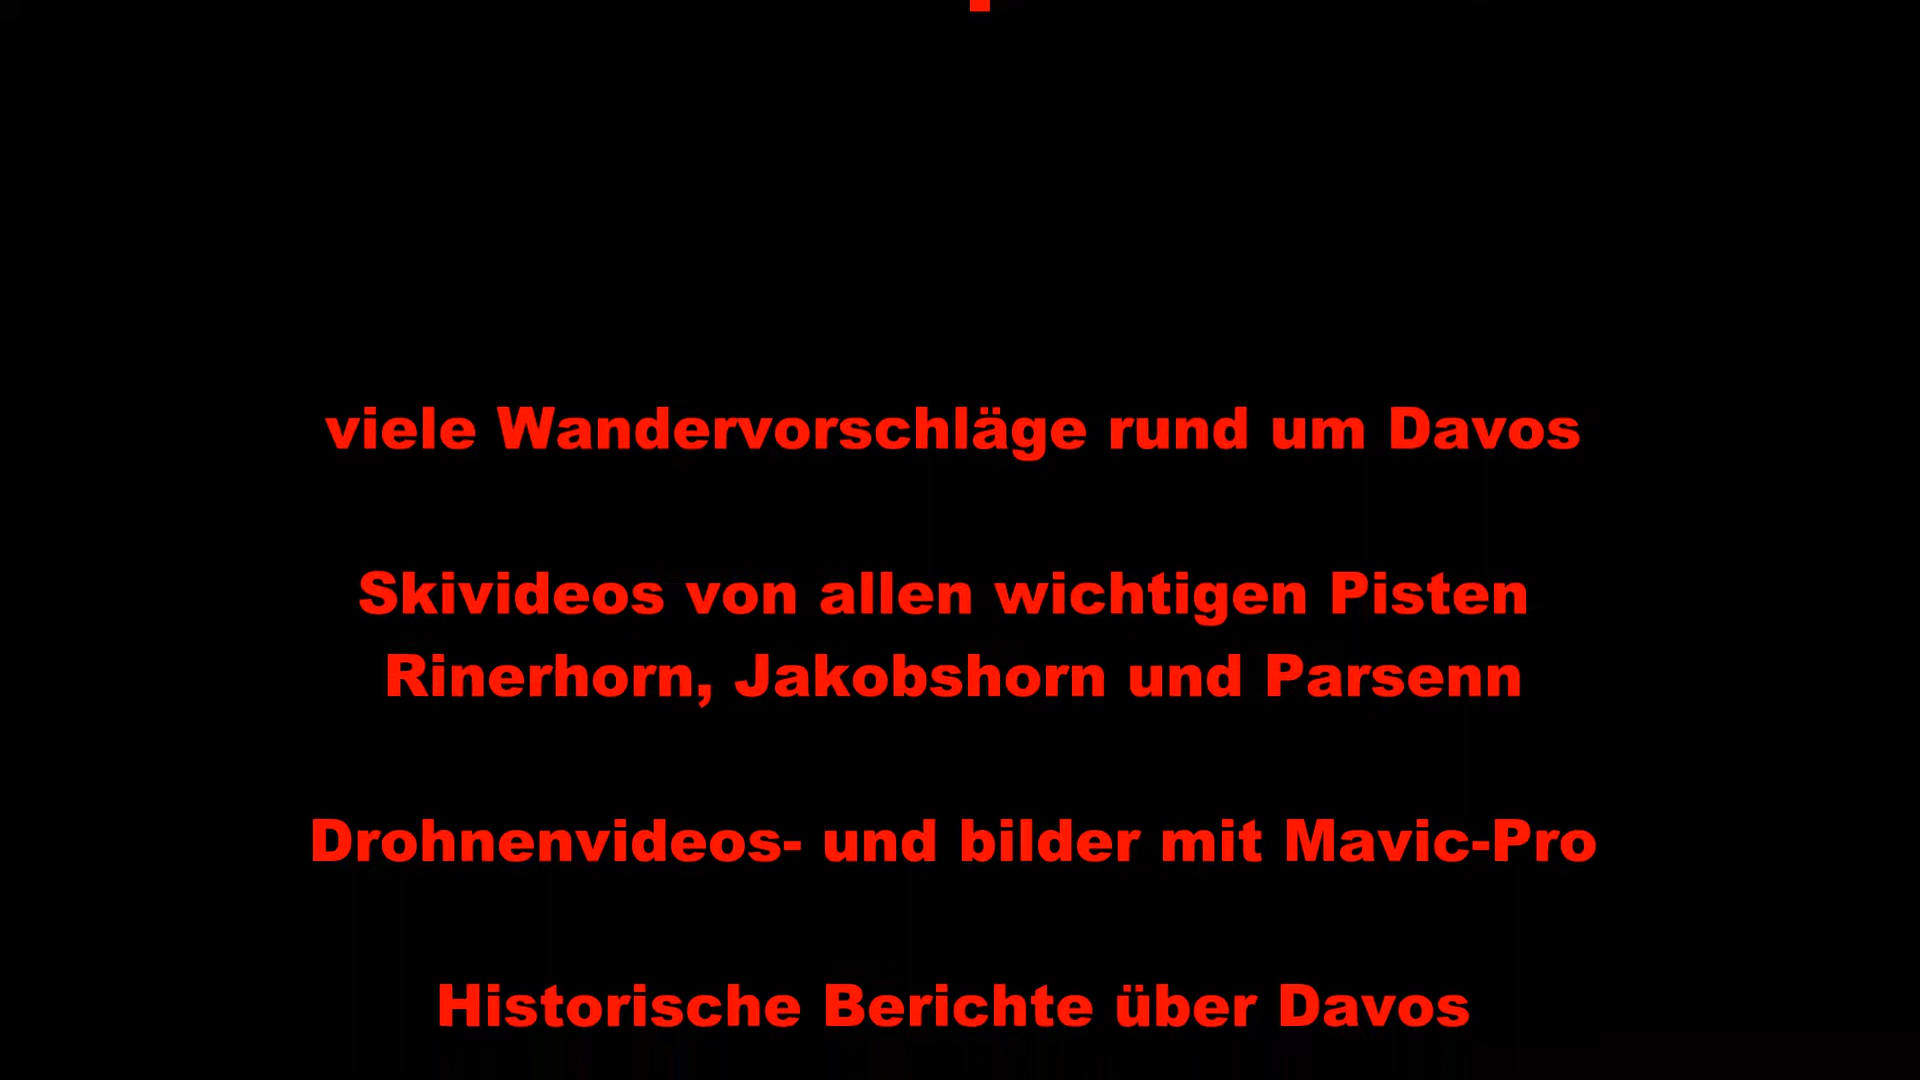 viele Wandervorschläge rund um Davos
Skivideos von allen wichtigen Pisten
Rinerhorn, Jakobshorn und Parsenn
Drohnenvideos- und bilder mit Mavic-Pro
Historische Berichte über Davos